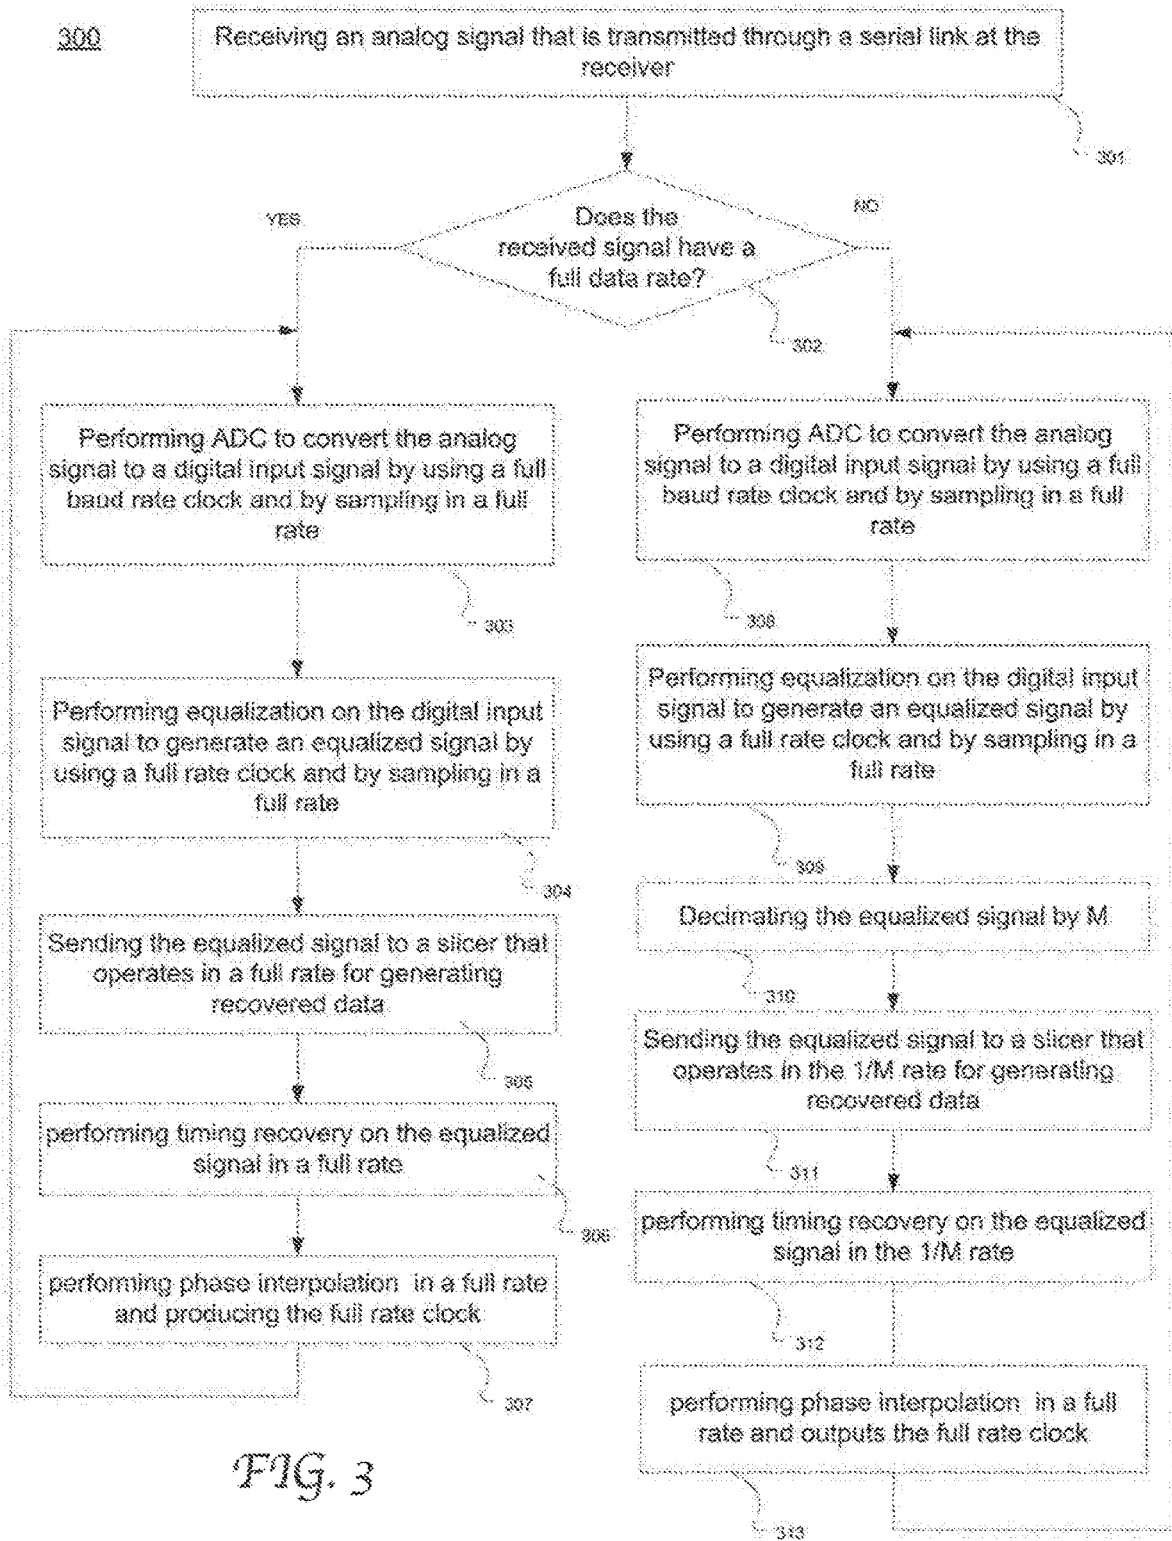 300
Receiving an analog signal that is transmitted through a serial link at the
receiver
301
YES
NO
Does the
received signal have a
full data rate?
302
Performing ADC to convert the analog
signal to a digital input signal by using a full
baud rate clock and by sampling in a full
rate
303
Performing equalization on the digital input
signal to generate an equalized signal by
using a full rate clock and by sampling in a
full rate
304
Sending the equalized signal to a slicer that
operates in a full rate for generating
recovered data
305
performing timing recovery on the equalized
signal in a full rate
306
performing phase interpolation in a full rate
and producing the full rate clock
307
Performing ADC to convert the analog
signal to a digital input signal by using a full
baud rate clock and by sampling in a full
rate
308
Performing equalization on the digital input
signal to generate an equalized signal by
using a full rate clock and by sampling in a
full rate
309
Decimating the equalized signal by M
310
Sending the equalized signal to a slicer that
operates in the 1/M rate for generating
recovered data
311
performing timing recovery on the equalized
signal in the 1/M rate
312
performing phase interpolation in a full
rate and outputs the full rate clock
313
FIG. 3